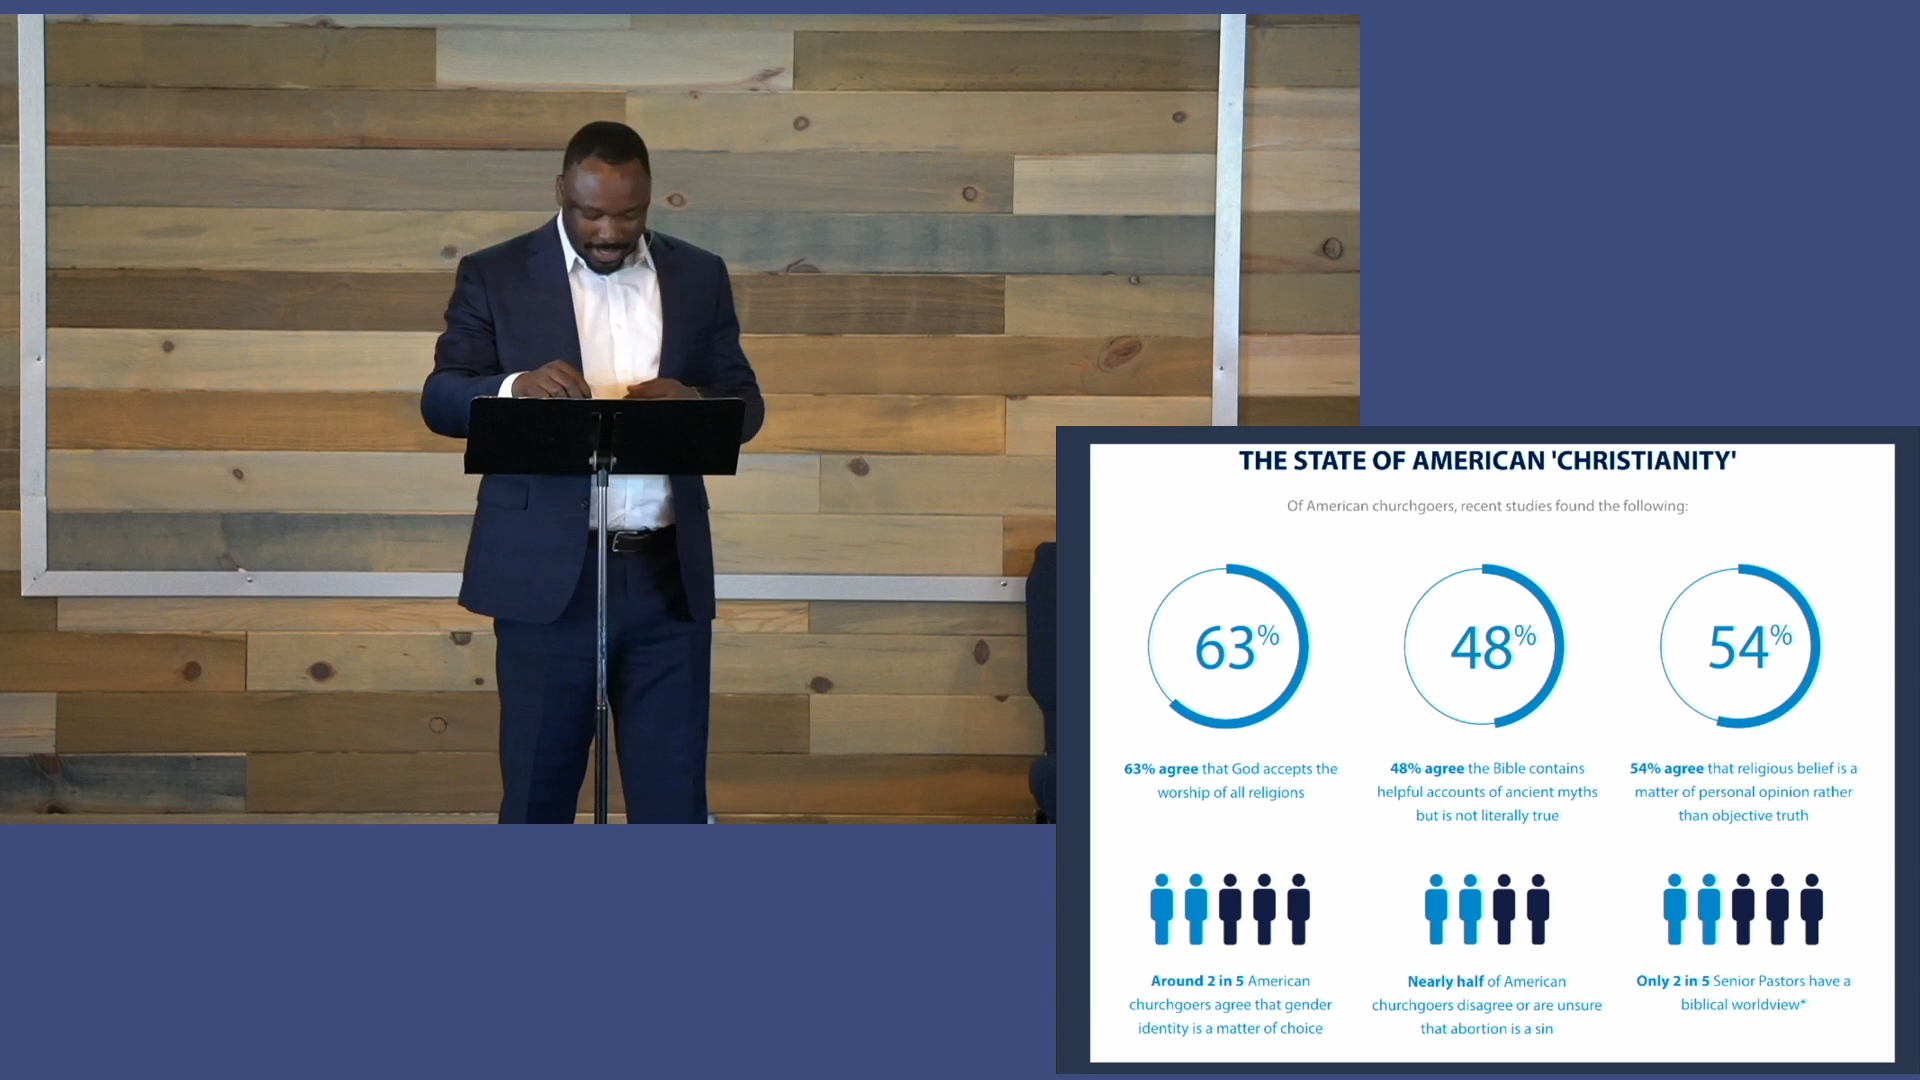 THE STATE OF AMERICAN 'CHRISTIANITY'
Of American churchgoers, recent studies found the following:
63%
48%
54%
63% agree that God accepts the
worship of all religions
48% agree the Bible contains
helpful accounts of ancient myths
but is not literally true
54% agree that religious belief is a
matter of personal opinion rather
than objective truth
Around 2 in 5 American
churchgoers agree that gender
identity is a matter of choice
Nearly half of American
churchgoers disagree or are unsure
that abortion is a sin
Only 2 in 5 Senior Pastors have a
biblical worldview*